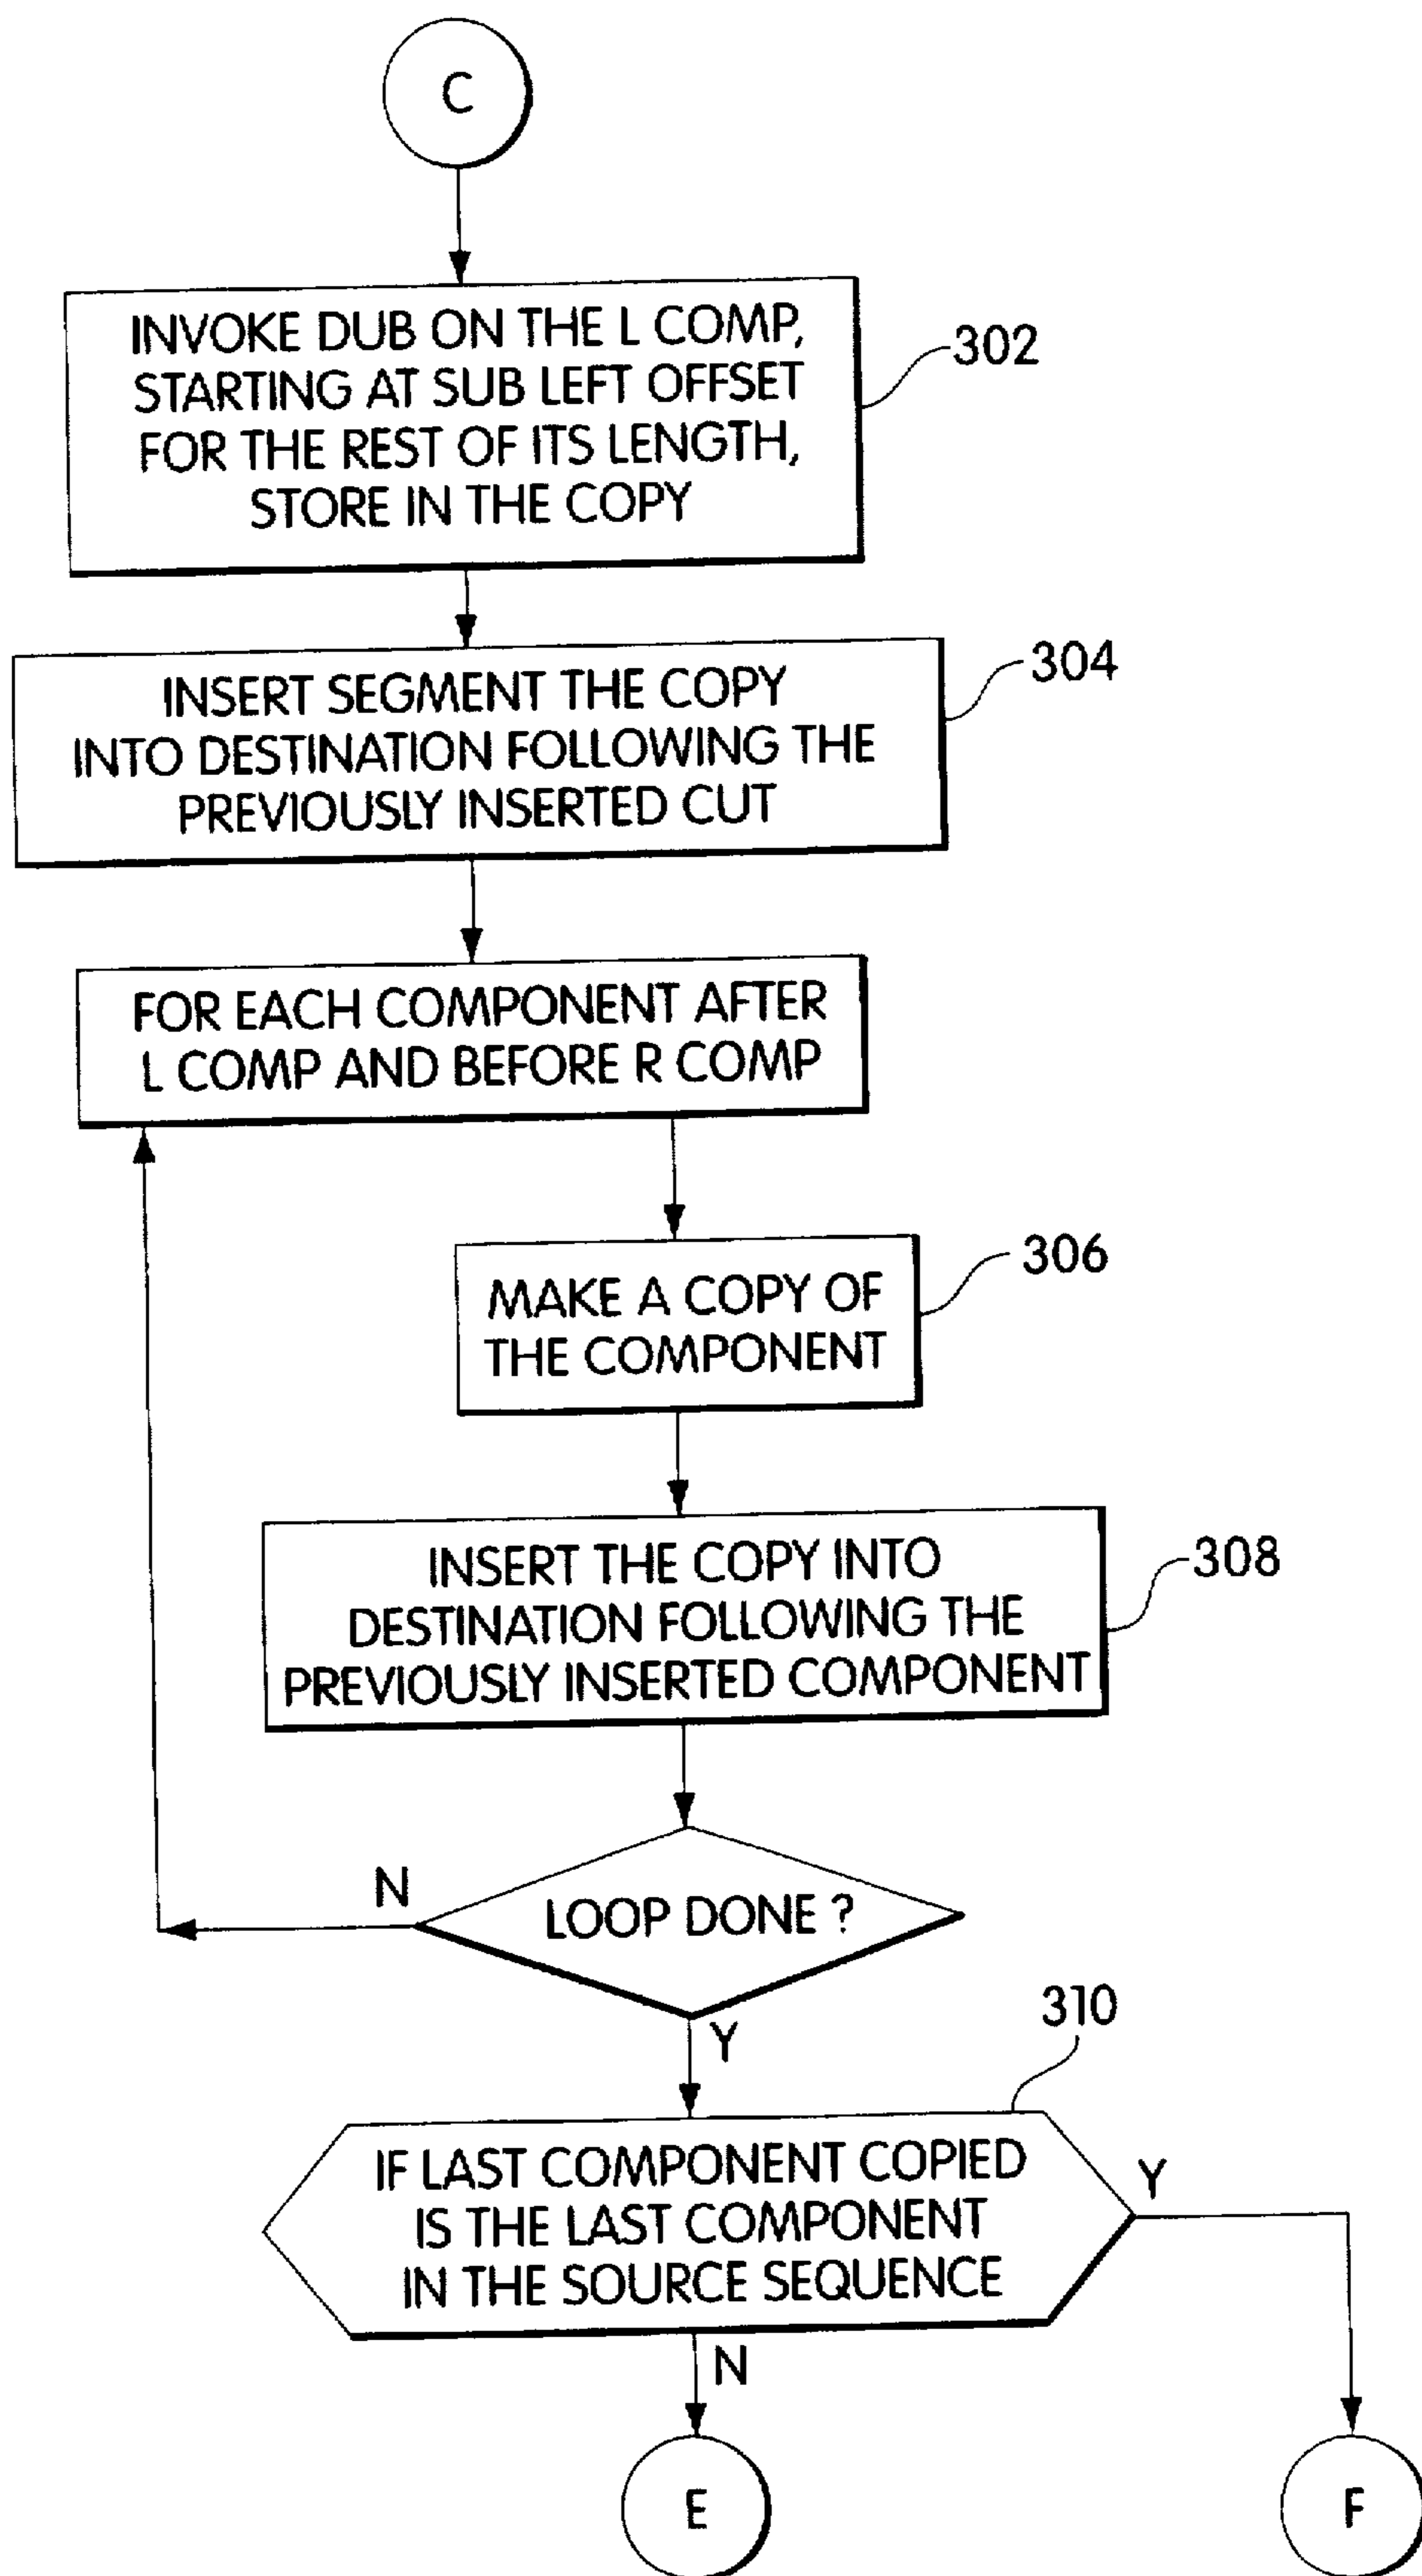 C
INVOKE DUB ON THE L COMP,
STARTING AT SUB LEFT OFFSET
FOR THE REST OF ITS LENGTH,
STORE IN THE COPY
302
INSERT SEGMENT THE COPY
INTO DESTINATION FOLLOWING THE
PREVIOUSLY INSERTED CUT
304
FOR EACH COMPONENT AFTER
L COMP AND BEFORE R COMP
MAKE A COPY OF
THE COMPONENT
306
INSERT THE COPY INTO
DESTINATION FOLLOWING THE
PREVIOUSLY INSERTED COMPONENT
308
LOOP DONE ?
N
Y
310
IF LAST COMPONENT COPIED
IS THE LAST COMPONENT
IN THE SOURCE SEQUENCE
Y
N
E
F